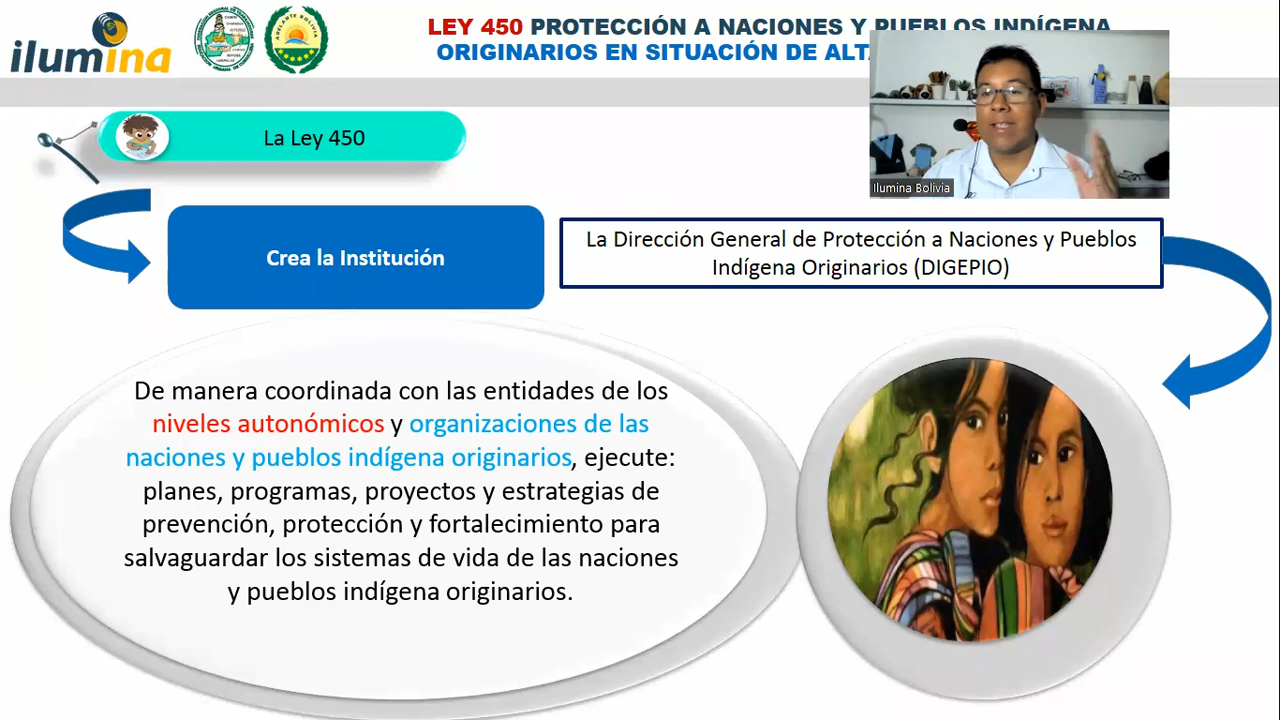 ilumina
ADELANTE BOLIVIA
LEY 450 PROTECCIÓN A NACIONES Y PUEBLOS INDÍGENA
ORIGINARIOS EN SITUACIÓN DE
La Ley 450
Ilumina Bolivia
Crea la Institución
La Dirección General de Protección a Naciones y Pueblos
Indígena Originarios (DIGEPIO)
De manera coordinada con las entidades de los
niveles autonómicos y organizaciones de las
naciones y pueblos indígena originarios, ejecute:
planes, programas, proyectos y estrategias de
prevención, protección y fortalecimiento para
salvaguardar los sistemas de vida de las naciones
y pueblos indígena originarios.